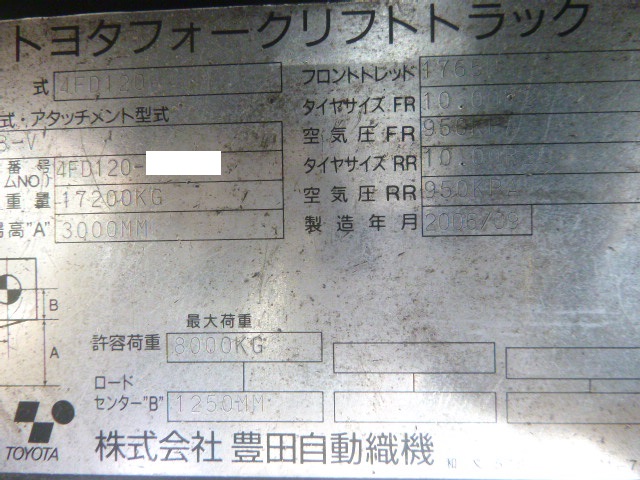 トヨタフォークリフトトラック
式 4FD120 フロントトレッド
タイヤサイズ FR 10.
式・アタッチメント型式 空気圧 FR 950KPA
-V タイヤサイズ RR 10.
番号 4FD120- 空気圧 RR 950KPA
ムNO)
重量 17200KG 製造年月 2006/
高"A" 3000MM
B
A
最大荷重
許容荷重 8000KG
ロード
センター"B" 1250MM
TOYOTA 株式会社 豊田自動織機